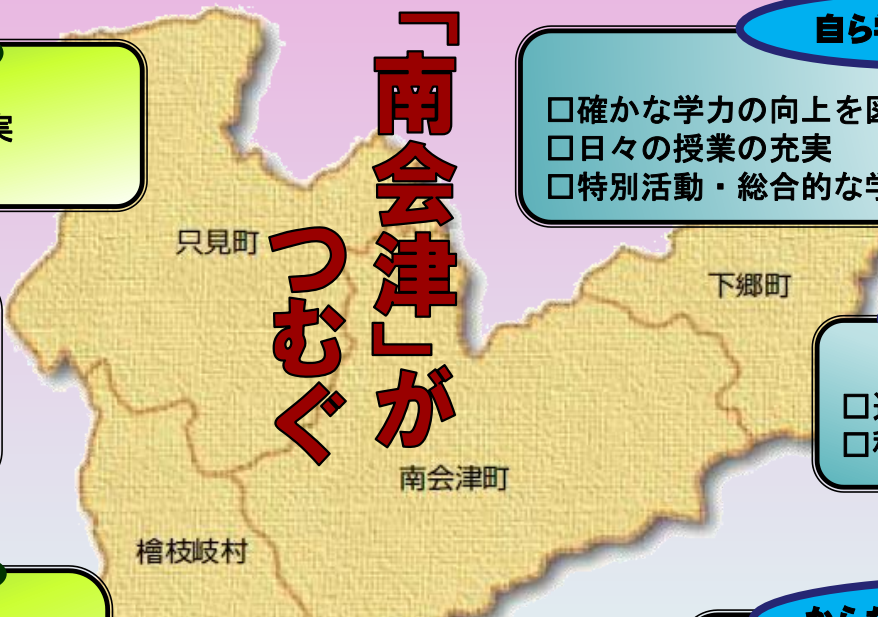 「南会津」が
つむぐ
自ら
実
□確かな学力の向上を
□日々の授業の充実
□特別活動・総合的な学
只見町
下郷町
南会津町
檜枝岐村